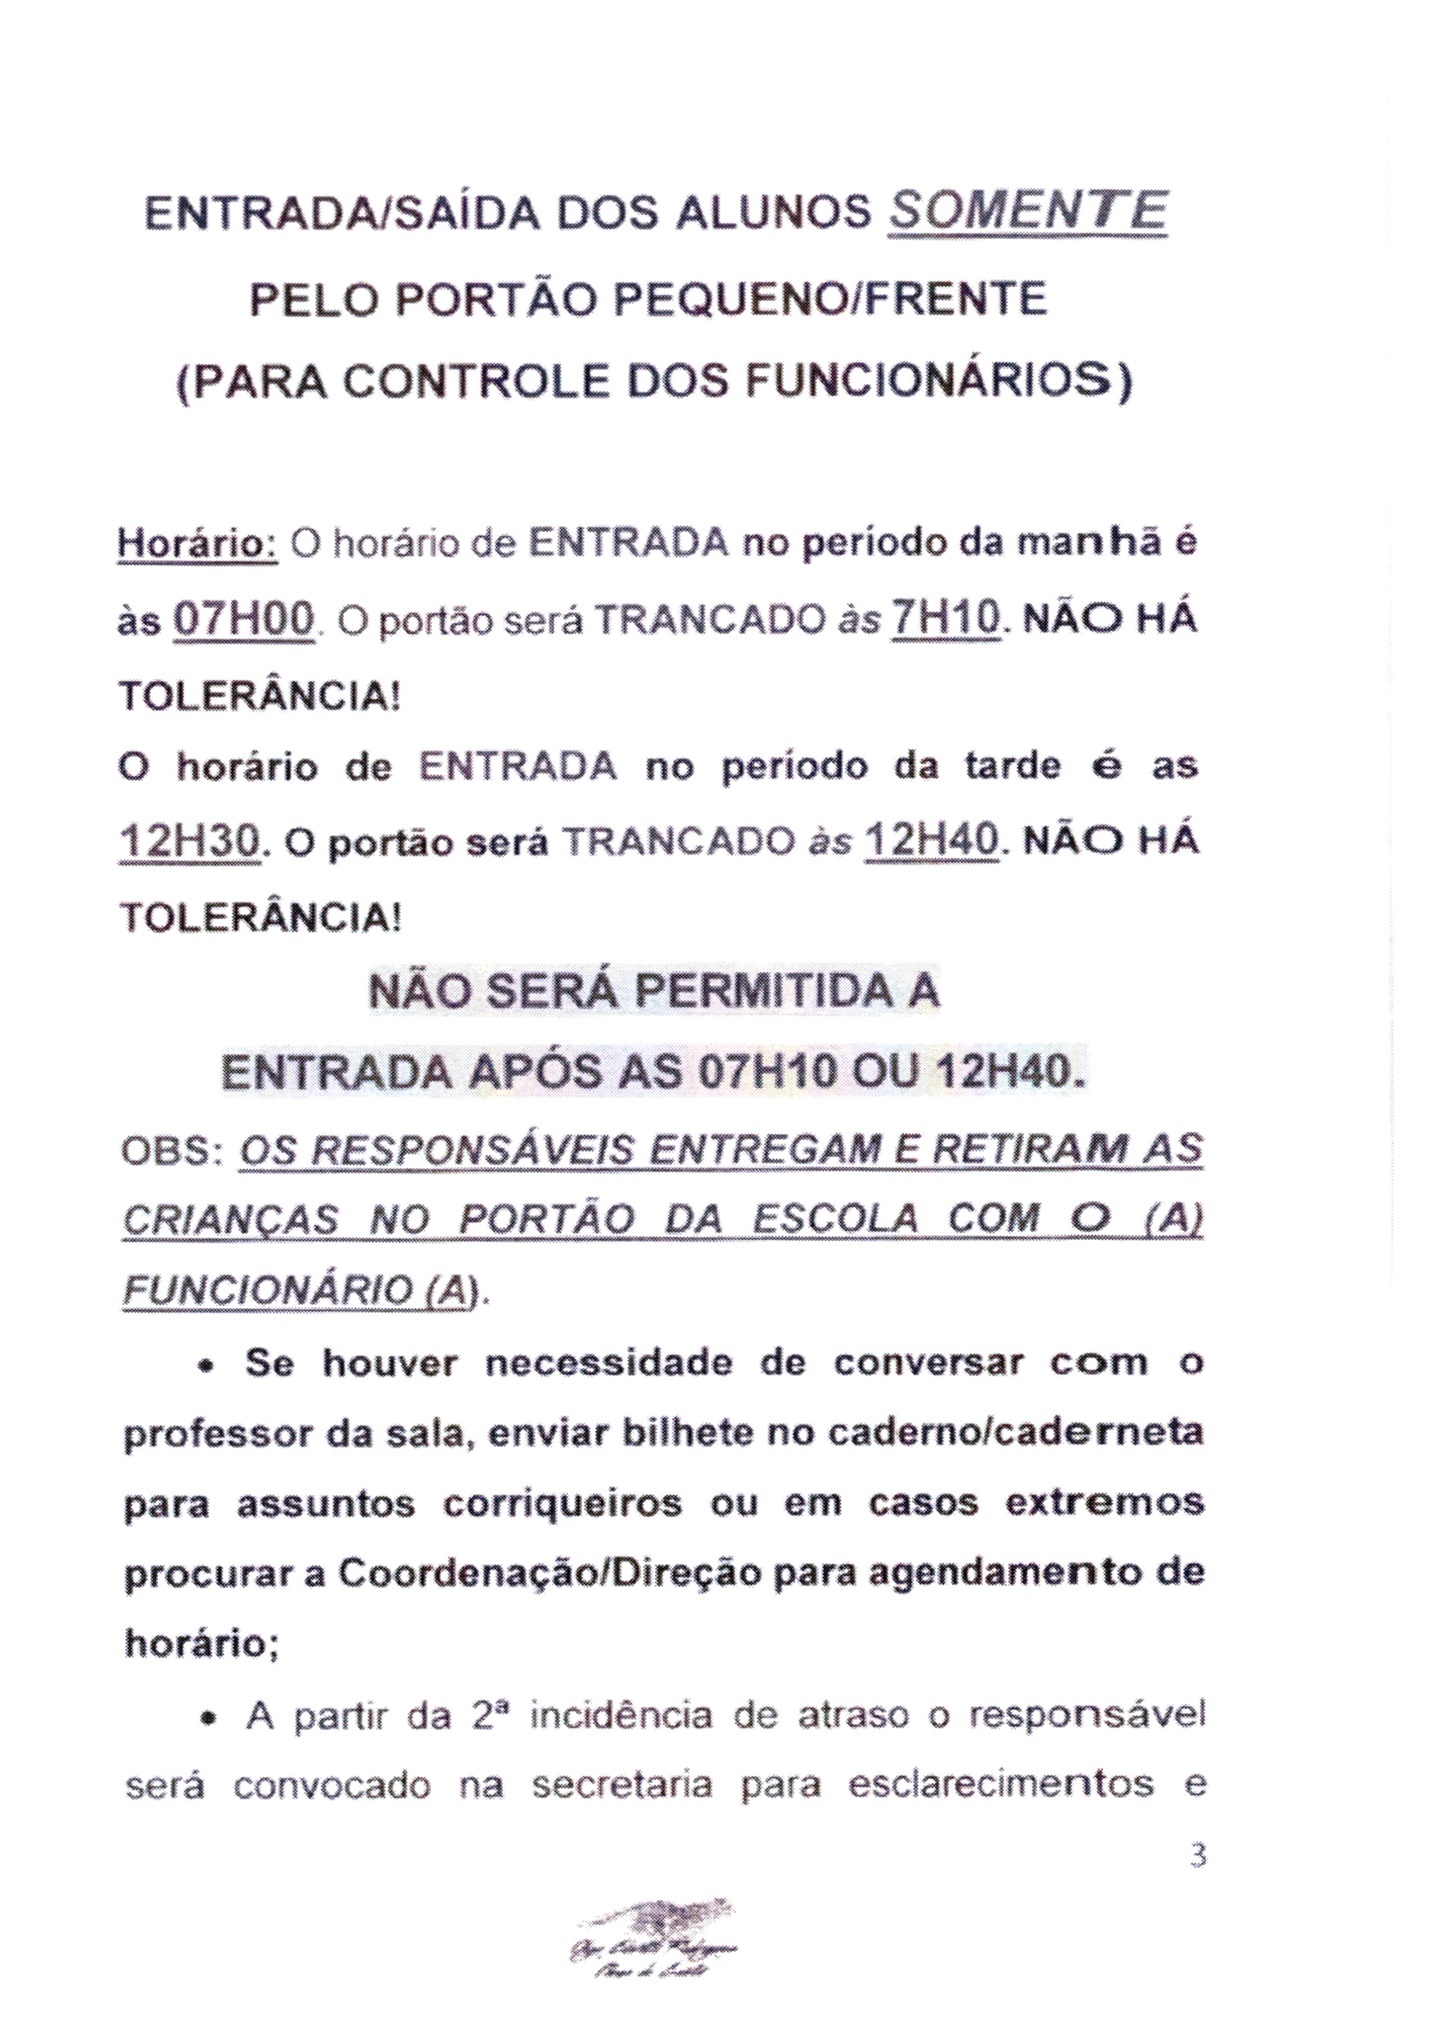 ENTRADA/SAÍDA DOS ALUNOS SOMENTE
PELO PORTÃO PEQUENO/FRENTE
(PARA CONTROLE DOS FUNCIONÁRIOS)
Horário: O horário de ENTRADA no período da manhã é
às 07H00. O portão será TRANCADO às 7H10. NÃO HÁ
TOLERÂNCIA!
O horário de ENTRADA no período da tarde é as
12H30. O portão será TRANCADO às 12H40. NÃO HÁ
TOLERÂNCIA!
NÃO SERÁ PERMITIDA A
ENTRADA APÓS AS 07H10 OU 12H40.
OBS: OS RESPONSÁVEIS ENTREGAM E RETIRAM AS
CRIANÇAS NO PORTÃO DA ESCOLA COM O (A)
FUNCIONÁRIO (A).
• Se houver necessidade de conversar com o
professor da sala, enviar bilhete no caderno/caderneta
para assuntos corriqueiros ou em casos extremos
procurar a Coordenação/Direção para agendamento de
horário;
• A partir da 2ª incidência de atraso o responsável
será convocado na secretaria para esclarecimentos e
3